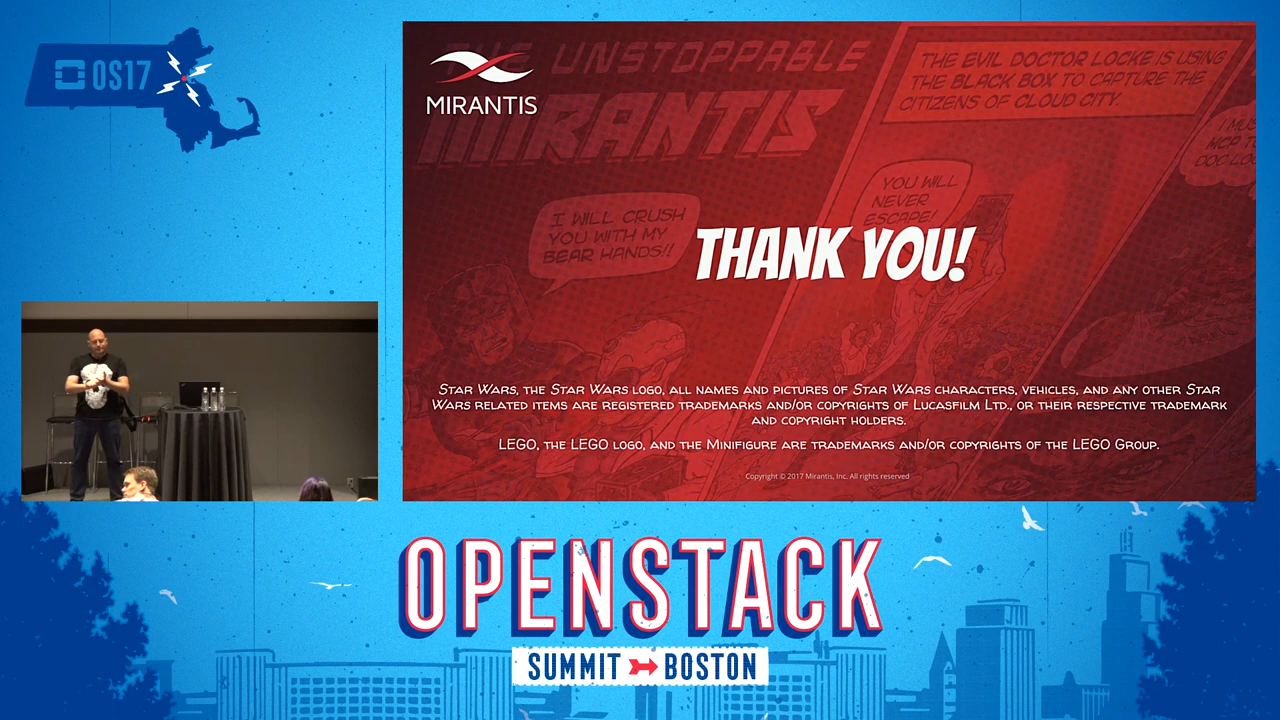 OS17
MIRANTIS
THE UNSTOPPABLE
MIRANTIS
THE EVIL DOCTOR LOCKE IS USING
THE BLACK BOX TO CAPTURE THE
CITIZENS OF CLOUD CITY.
I MUS
MCP TO
DOC LOC
I WILL CRUSH
YOU WITH MY
BEAR HANDS!!
YOU WILL
NEVER
ESCAPE!
THANK YOU!
STAR WARS, THE STAR WARS LOGO, ALL NAMES AND PICTURES OF STAR WARS CHARACTERS, VEHICLES, AND ANY OTHER STAR
WARS RELATED ITEMS ARE REGISTERED TRADEMARKS AND/OR COPYRIGHTS OF LUCASFILM LTD., OR THEIR RESPECTIVE TRADEMARK
AND COPYRIGHT HOLDERS.
LEGO, THE LEGO LOGO, AND THE MINIFIGURE ARE TRADEMARKS AND/OR COPYRIGHTS OF THE LEGO GROUP.
Copyright © 2017 Mirantis, Inc. All rights reserved
OPENSTACK
SUMMIT BOSTON